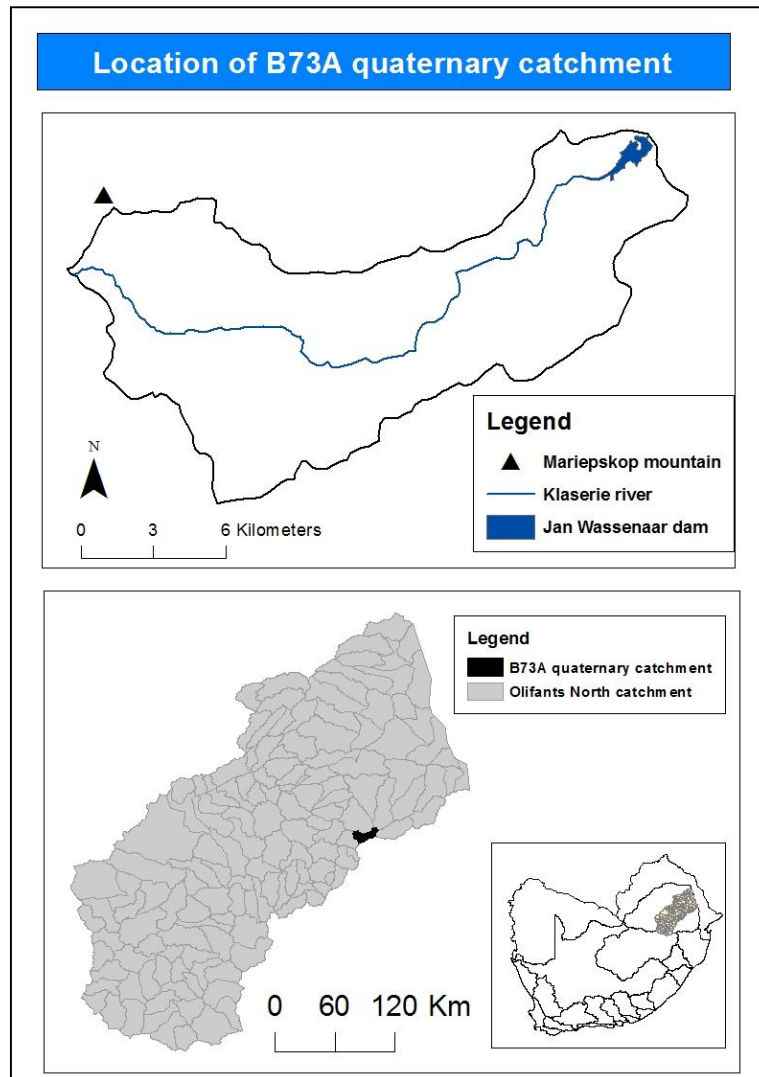 Location of B73A quaternary catchment
Legend
Mariepskop mountain
Klaserie river
Jan Wassenaar dam
N
0 3 6 Kilometers
Legend
B73A quaternary catchment
Olifants North catchment
0 60 120 Km